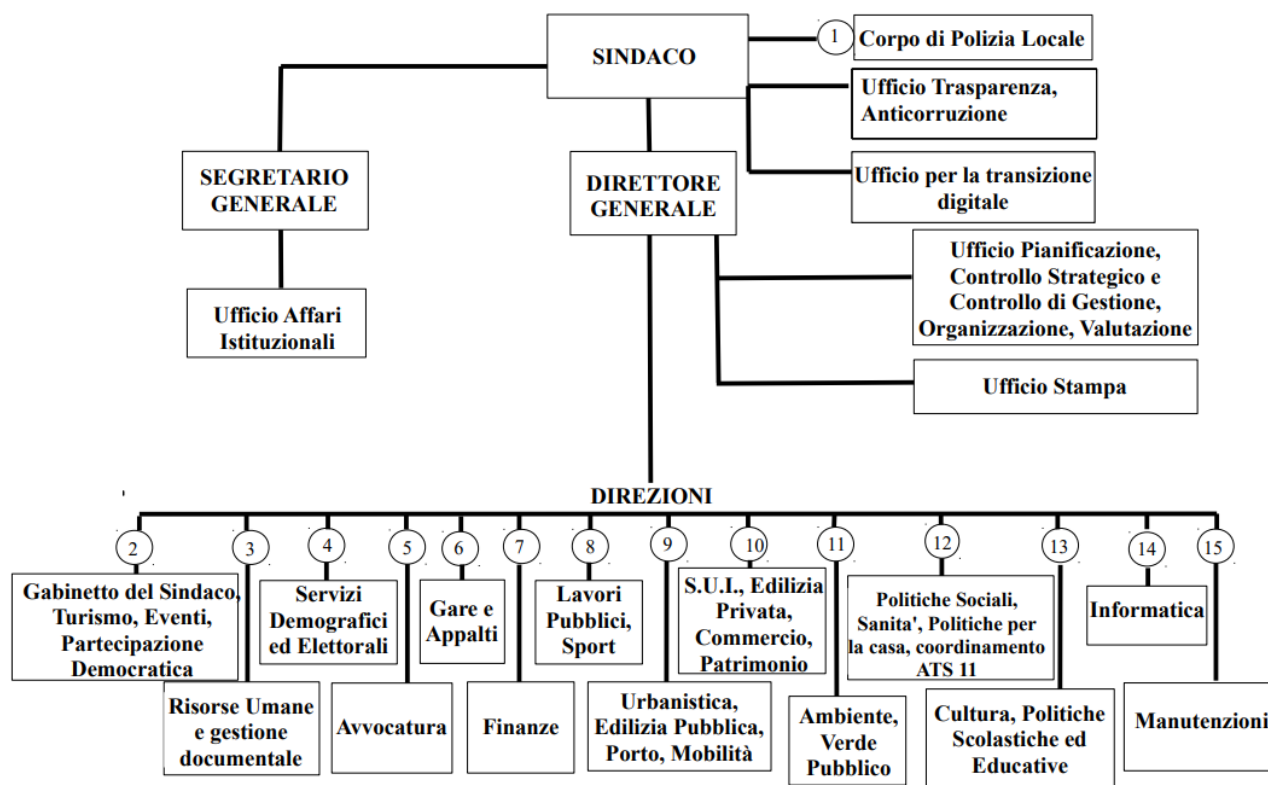 SINDACO
1
Corpo di Polizia Locale
Ufficio Trasparenza,
Anticorruzione
Ufficio per la transizione
digitale
SEGRETARIO
GENERALE
DIRETTORE
GENERALE
Ufficio Affari
Istituzionali
Ufficio Pianificazione,
Controllo Strategico e
Controllo di Gestione,
Organizzazione, Valutazione
Ufficio Stampa
DIREZIONI
2
Gabinetto del Sindaco,
Turismo, Eventi,
Partecipazione
Democratica
3
Risorse Umane
e gestione
documentale
4
Servizi
Demografici
ed Elettorali
5
Avvocatura
6
Gare e
Appalti
7
Finanze
8
Lavori
Pubblici,
Sport
9
Urbanistica,
Edilizia Pubblica,
Porto, Mobilità
10
S.U.I., Edilizia
Privata,
Commercio,
Patrimonio
11
Ambiente,
Verde
Pubblico
12
Politiche Sociali,
Sanita', Politiche per
la casa, coordinamento
ATS 11
13
Cultura, Politiche
Scolastiche ed
Educative
14
Informatica
15
Manutenzioni